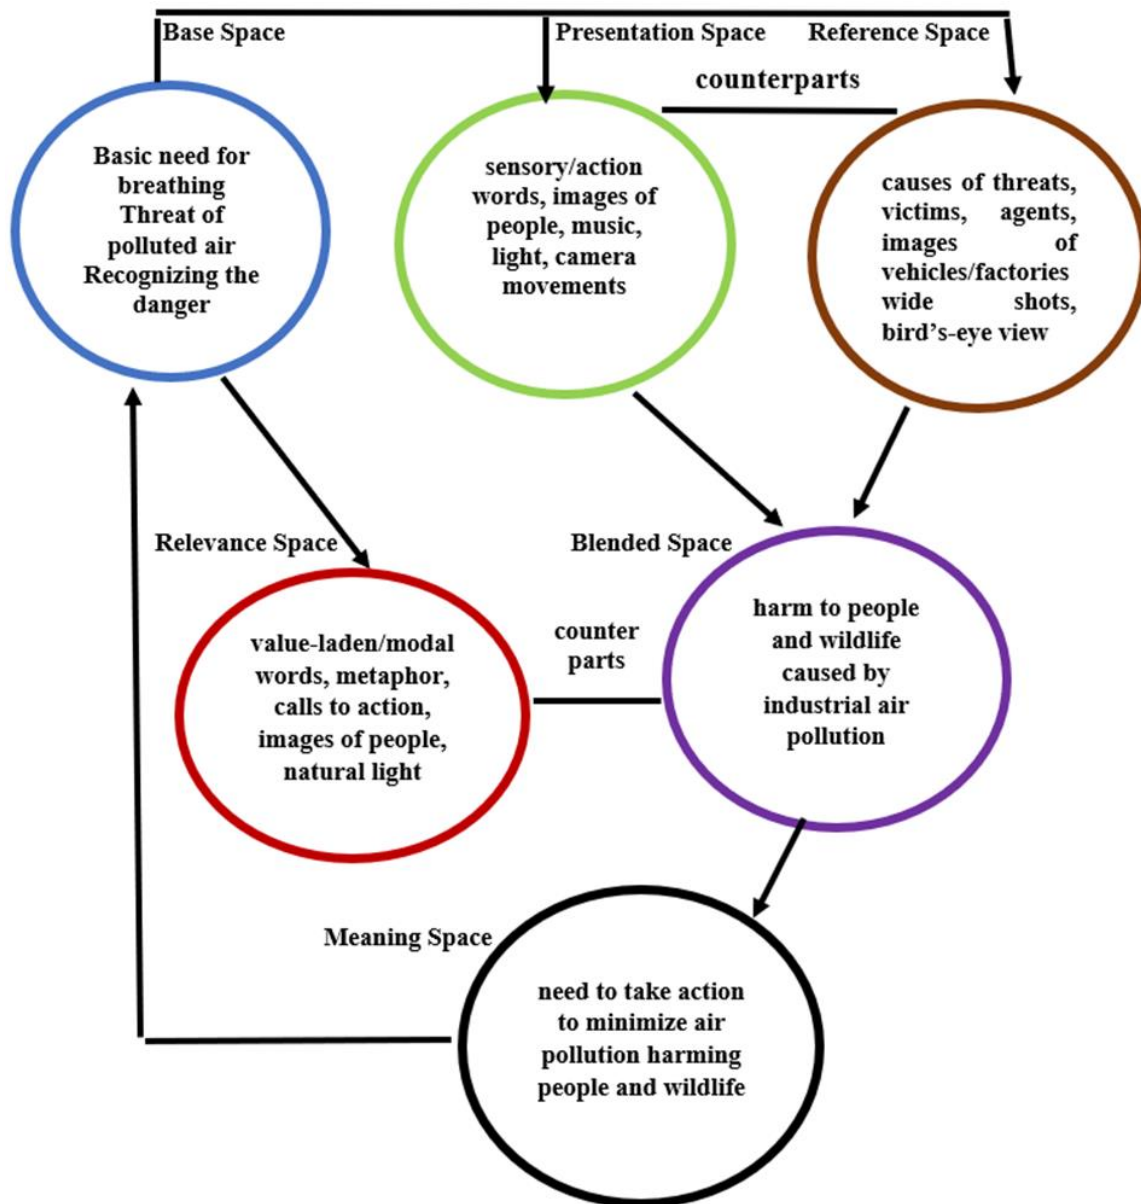 Base Space
Presentation Space
Reference Space
counterparts
Basic need for
breathing
Threat of
polluted air
Recognizing the
danger
sensory/action
words, images of
people, music,
light, camera
movements
causes of threats,
victims, agents,
images of
vehicles/factories
wide shots,
bird's-eye view
Relevance Space
Blended Space
value-laden/modal
words, metaphor,
calls to action,
images of people,
natural light
counter
parts
harm to people
and wildlife
caused by
industrial air
pollution
Meaning Space
need to take action
to minimize air
pollution harming
people and wildlife